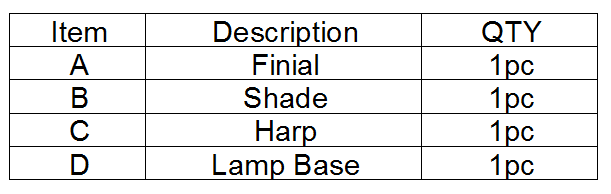 Item Description QTY
A Finial 1pc
B Shade 1pc
C Harp 1pc
D Lamp Base 1pc